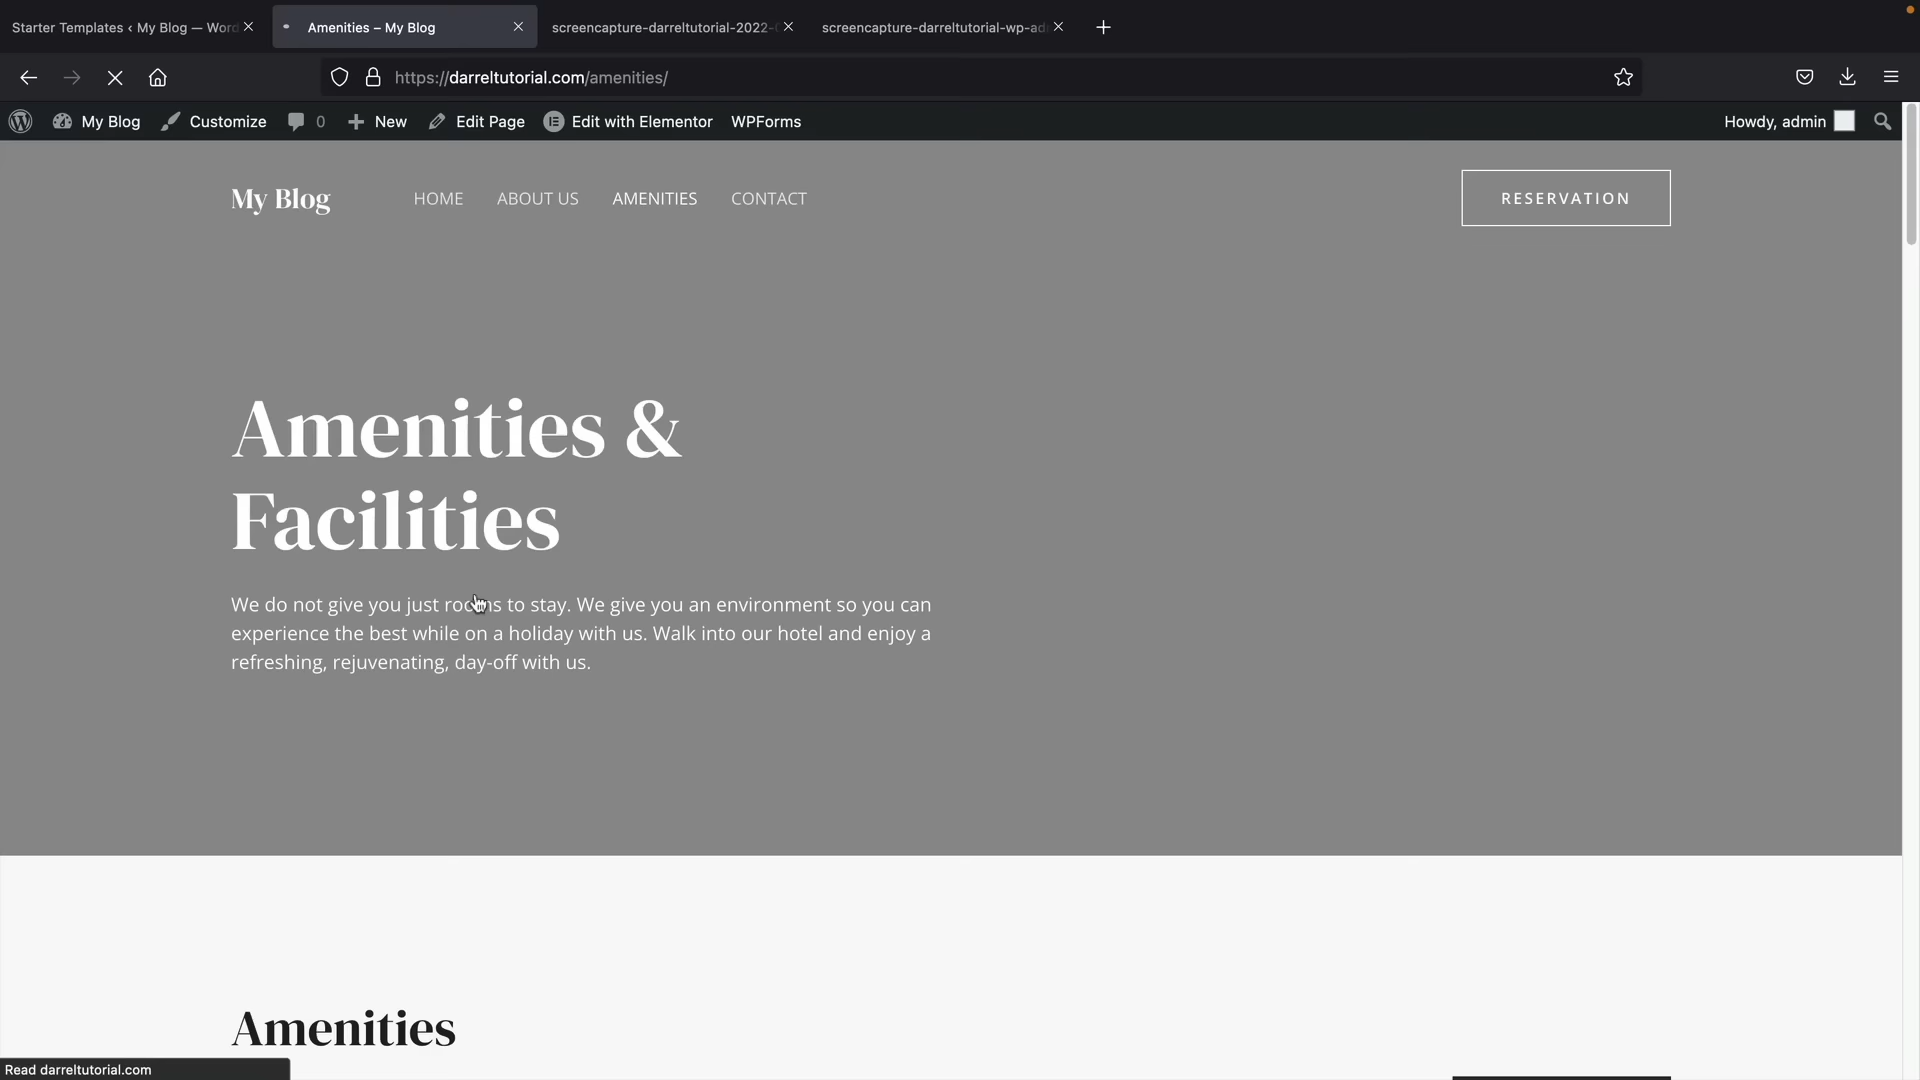 Starter Templates ‹ My Blog — Word
Amenities – My Blog
screencapture-darreltutorial-2022-
screencapture-darreltutorial-wp-ad
https://darreltutorial.com/amenities/
My Blog
Customize
0
New
Edit Page
Edit with Elementor
WPForms
Howdy, admin
My Blog
HOME
ABOUT US
AMENITIES
CONTACT
RESERVATION
Amenities &
Facilities
We do not give you just rooms to stay. We give you an environment so you can
experience the best while on a holiday with us. Walk into our hotel and enjoy a
refreshing, rejuvenating, day-off with us.
Amenities
Read darreltutorial.com